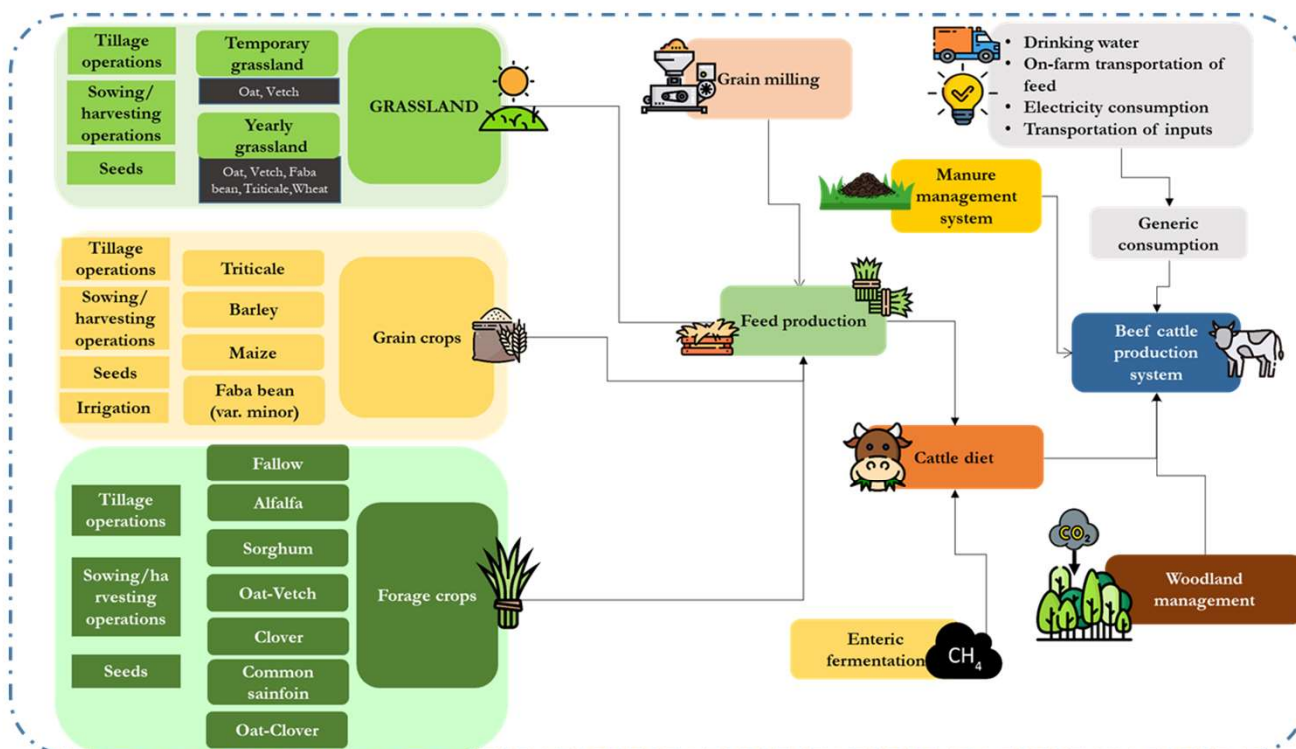 Tillage
operations
Sowing/
harvesting
operations
Seeds
Temporary
grassland
Oat, Vetch
Yearly
grassland
Oat, Vetch, Faba
bean, Triticale,Wheat
GRASSLAND
Tillage
operations
Sowing/
harvesting
operations
Seeds
Irrigation
Triticale
Barley
Maize
Faba bean
(var. minor)
Grain crops
Tillage
operations
Sowing/ha
rvesting
operations
Seeds
Fallow
Alfalfa
Sorghum
Oat-Vetch
Clover
Common
sainfoin
Oat-Clover
Forage crops
Grain milling
Feed production
Manure
management
system
• Drinking water
• On-farm transportation of
feed
• Electricity consumption
• Transportation of inputs
Generic
consumption
Beef cattle
production
system
Cattle diet
CO2
Woodland
management
Enteric
fermentation
CH4